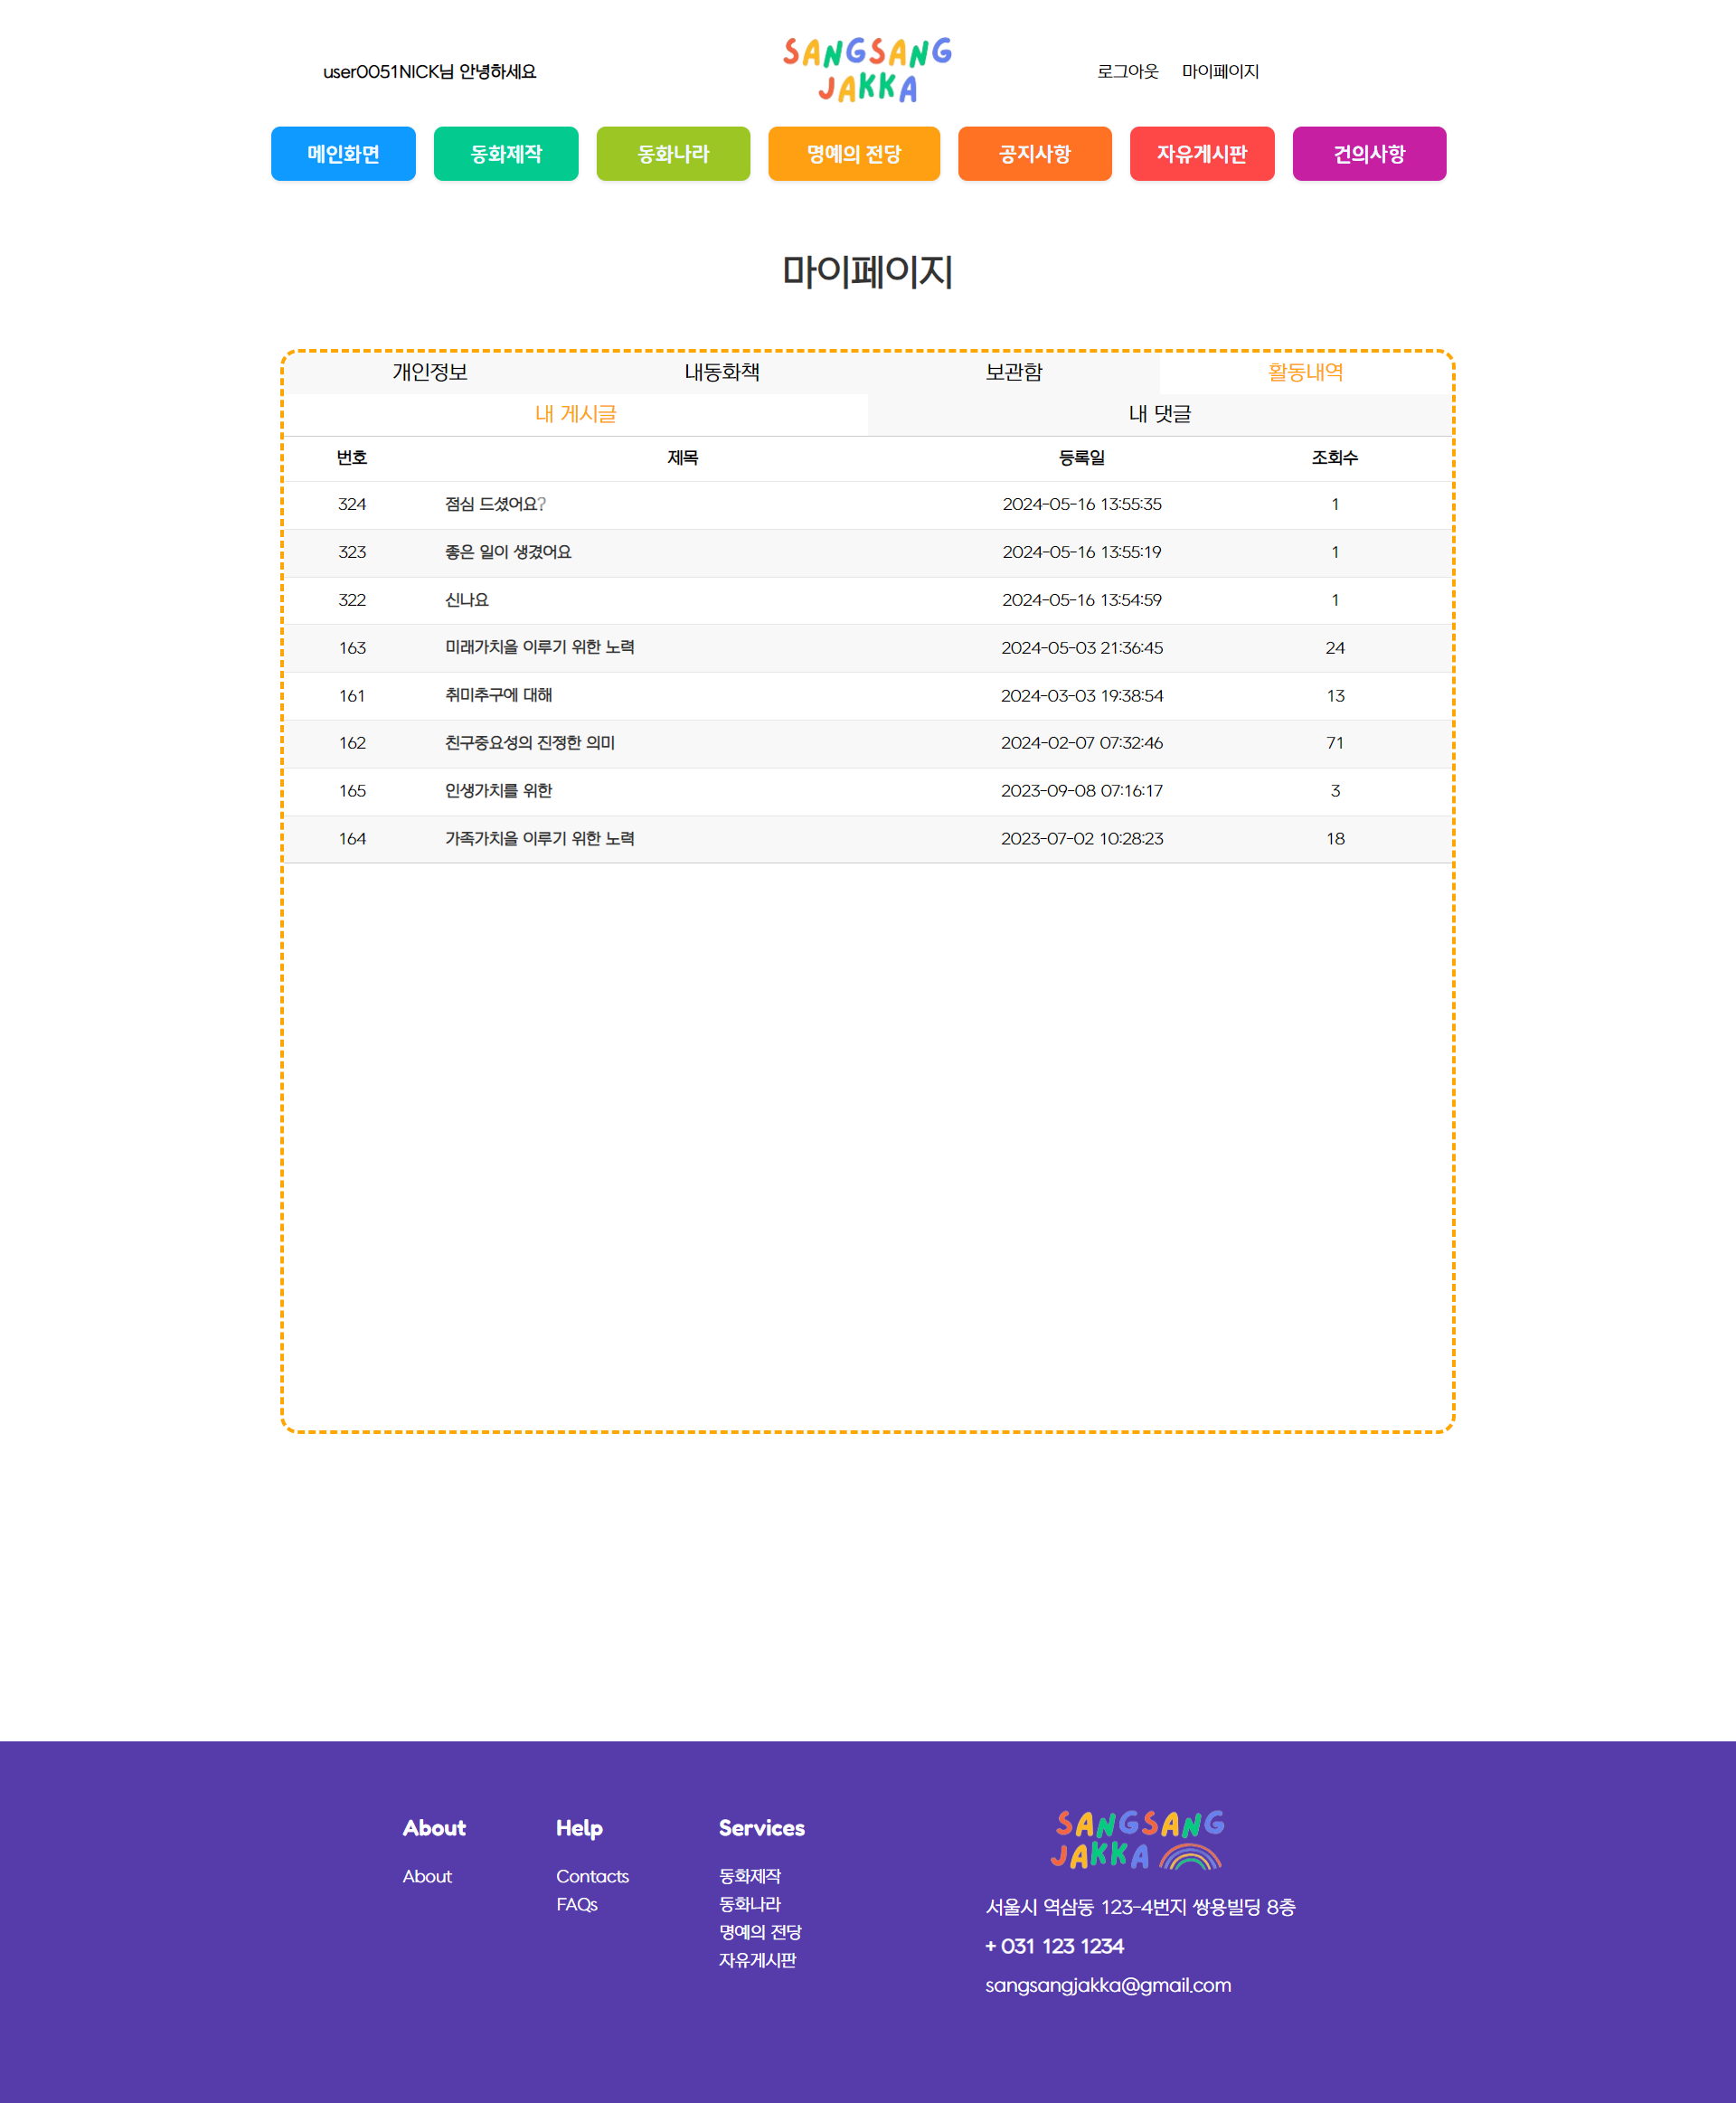 user0051NICK님 안녕하세요
SANGSANG
JAKKA
로그아웃 마이페이지
메인화면 동화제작 동화나라 명예의 전당 공지사항 자유게시판 건의사항
마이페이지
개인정보 내동화책 보관함 활동내역
내 게시글 내 댓글
번호 제목 등록일 조회수
324 점심 드셨어요? 2024-05-16 13:55:35 1
323 좋은 일이 생겼어요 2024-05-16 13:55:19 1
322 신나요 2024-05-16 13:54:59 1
163 미래가치을 이루기 위한 노력 2024-05-03 21:36:45 24
161 취미추구에 대해 2024-03-03 19:38:54 13
162 친구중요성의 진정한 의미 2024-02-07 07:32:46 71
165 인생가치를 위한 2023-09-08 07:16:17 3
164 가족가치을 이루기 위한 노력 2023-07-02 10:28:23 18
About
About
Help
Contacts
FAQs
Services
동화제작
동화나라
명예의 전당
자유게시판
SANGSANG
JAKKA
서울시 역삼동 123-4번지 쌍용빌딩 8층
+ 031 123 1234
sangsangjakka@gmail.com